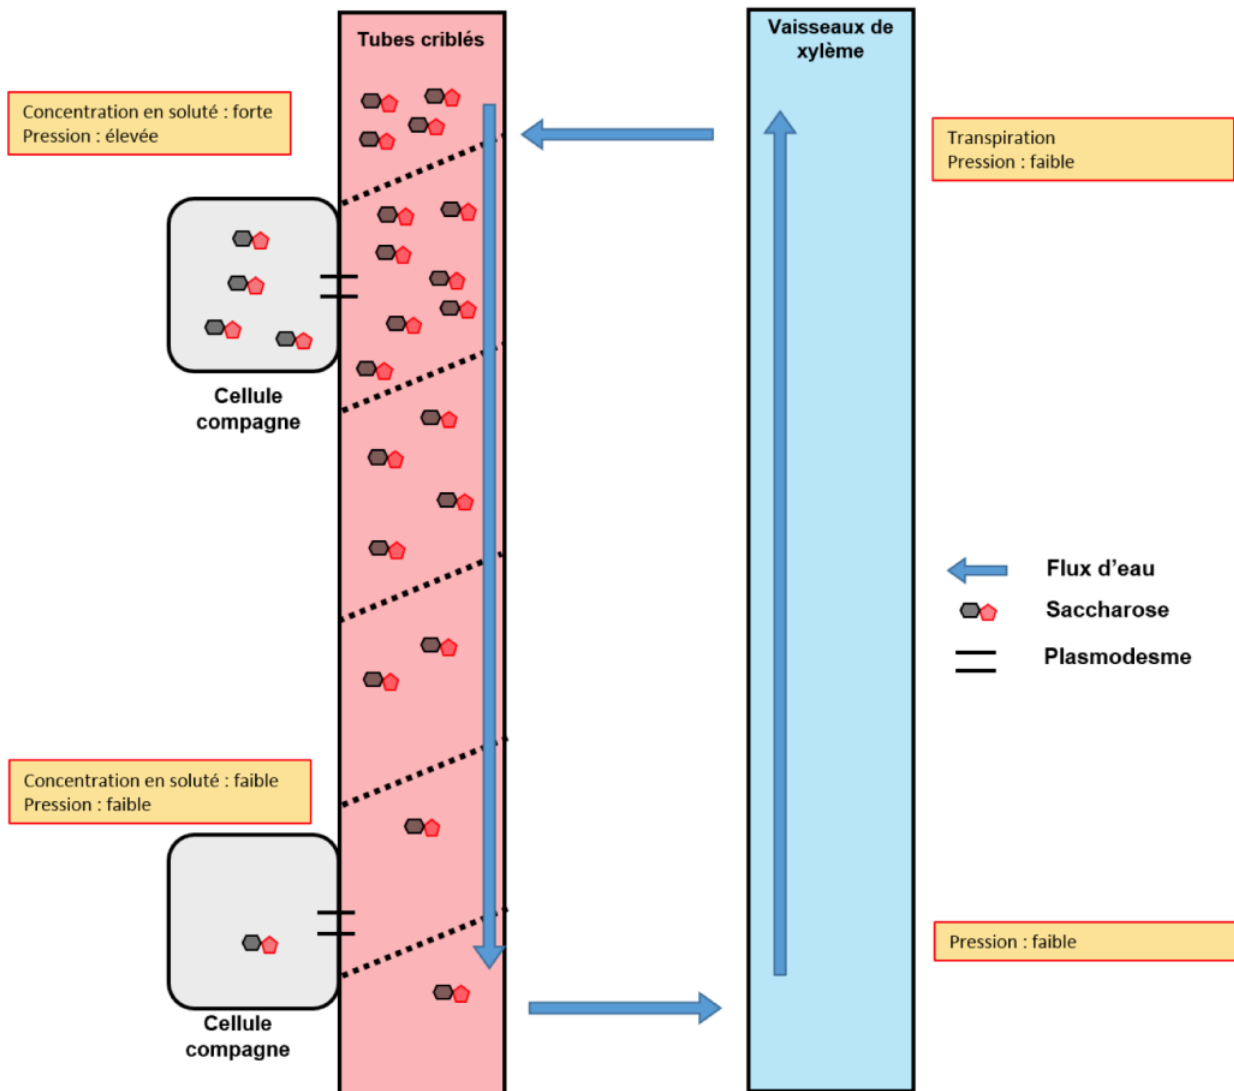 Tubes criblés
Vaisseaux de
xylème
Concentration en soluté : forte
Pression : élevée
Transpiration
Pression : faible
Cellule
compagne
Flux d'eau
Saccharose
Plasmodesme
Concentration en soluté : faible
Pression : faible
Pression : faible
Cellule
compagne